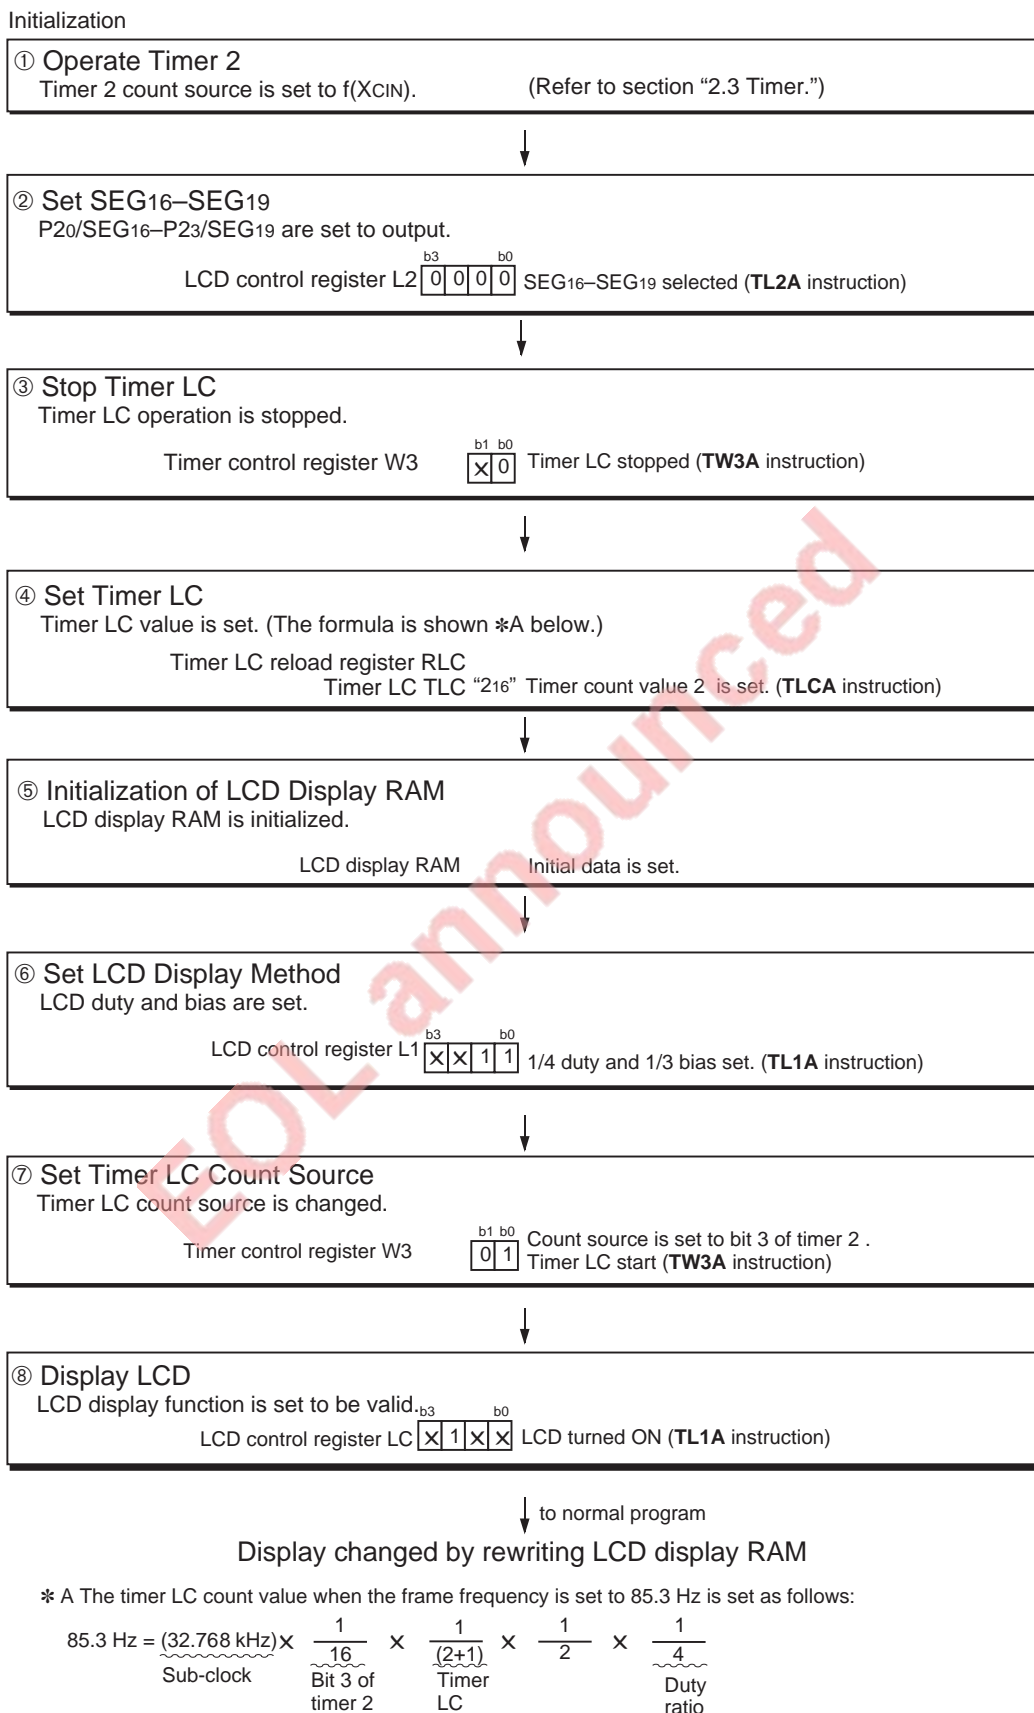 Initialization
① Operate Timer 2
Timer 2 count source is set to f(XCIN). (Refer to section “2.3 Timer.”)
② Set SEG16–SEG19
P20/SEG16–P23/SEG19 are set to output.
b3 b0
LCD control register L2 0 0 0 0 SEG16–SEG19 selected (TL2A instruction)
③ Stop Timer LC
Timer LC operation is stopped.
b1 b0
Timer control register W3 × 0 Timer LC stopped (TW3A instruction)
④ Set Timer LC
Timer LC value is set. (The formula is shown ✽A below.)
Timer LC reload register RLC
Timer LC TLC “216” Timer count value 2 is set. (TLCA instruction)
⑤ Initialization of LCD Display RAM
LCD display RAM is initialized.
LCD display RAM Initial data is set.
⑥ Set LCD Display Method
LCD duty and bias are set.
b3 b0
LCD control register L1 × × 1 1 1/4 duty and 1/3 bias set. (TL1A instruction)
⑦ Set Timer LC Count Source
Timer LC count source is changed.
b1 b0
Timer control register W3 0 1 Count source is set to bit 3 of timer 2 .
Timer LC start (TW3A instruction)
⑧ Display LCD
LCD display function is set to be valid.
b3 b0
LCD control register LC × 1 × × LCD turned ON (TL1A instruction)
to normal program
Display changed by rewriting LCD display RAM
✽ A The timer LC count value when the frame frequency is set to 85.3 Hz is set as follows:
1 1 1 1
85.3 Hz = (32.768 kHz) × × × ×
16 (2+1) 2 4
Sub-clock Bit 3 of Timer Duty
timer 2 LC ratio
EOL announced